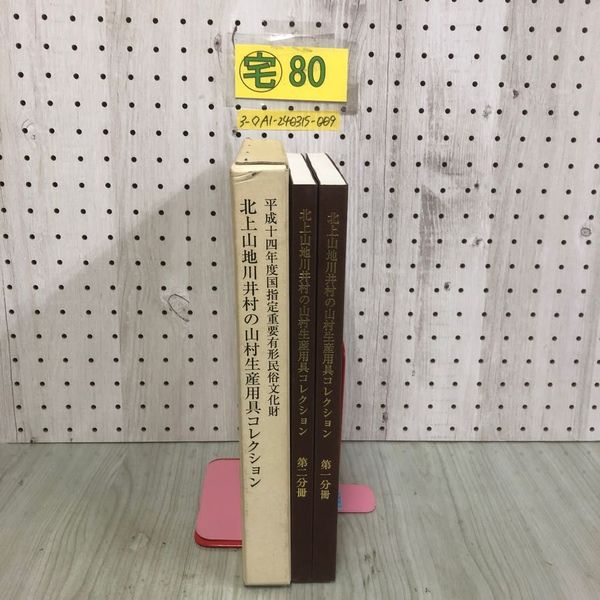 宅 80
3-QA1-240315-Q09
平成十四年度国指定重要有形民俗文化財
北上山地川井村の山村生産用具コレクション
北上山地川井村の山村生産用具コレクション 第二分冊
北上山地川井村の山村生産用具コレクション 第一分冊